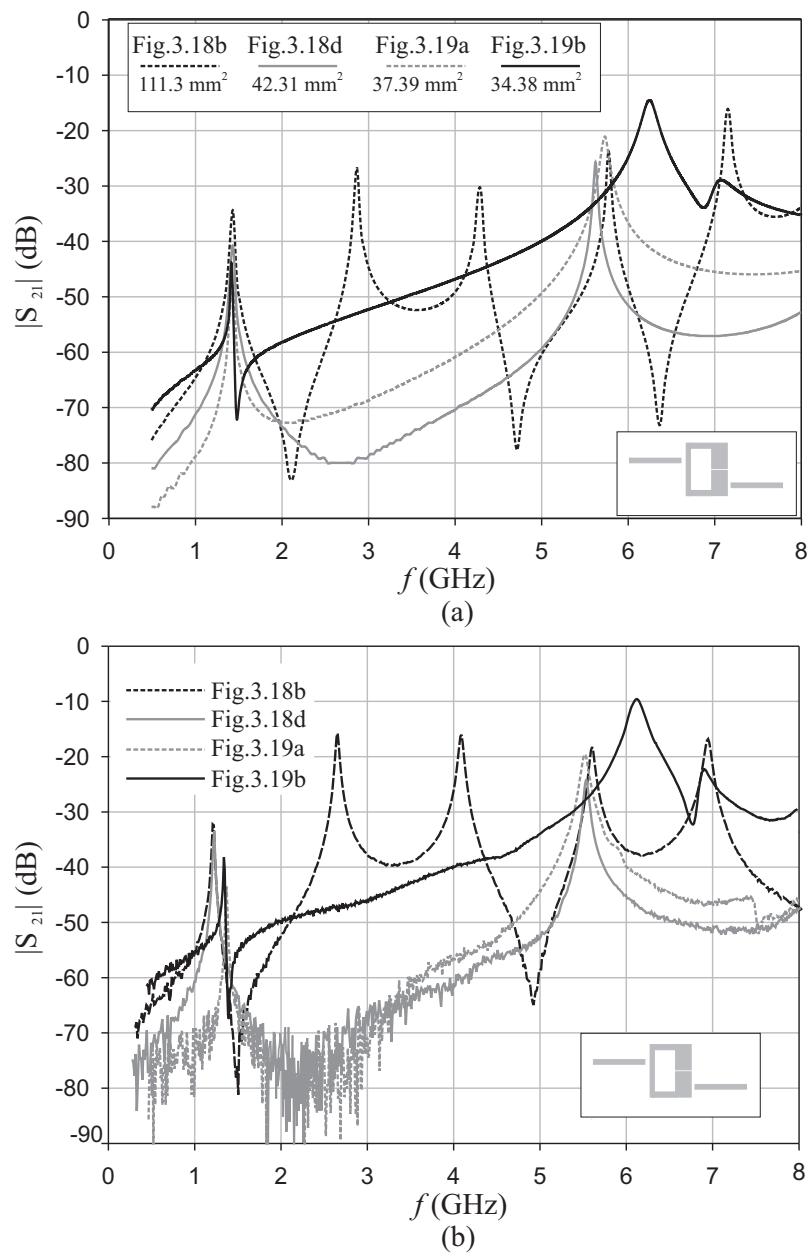 Fig.3.18b Fig.3.18d Fig.3.19a Fig.3.19b
111.3 mm² 42.31 mm² 37.39 mm² 34.38 mm²
0
-10
-20
-30
-40
-50
-60
-70
-80
-90
|S 21| (dB)
0 1 2 3 4 5 6 7 8
f (GHz)
(a)
Fig.3.18b
Fig.3.18d
Fig.3.19a
Fig.3.19b
0
-10
-20
-30
-40
-50
-60
-70
-80
-90
|S 21| (dB)
0 1 2 3 4 5 6 7 8
f (GHz)
(b)